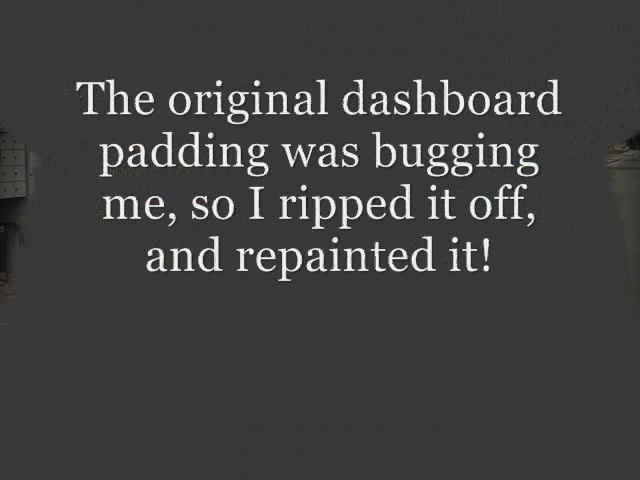 The original dashboard
padding was bugging
me, so I ripped it off,
and repainted it!